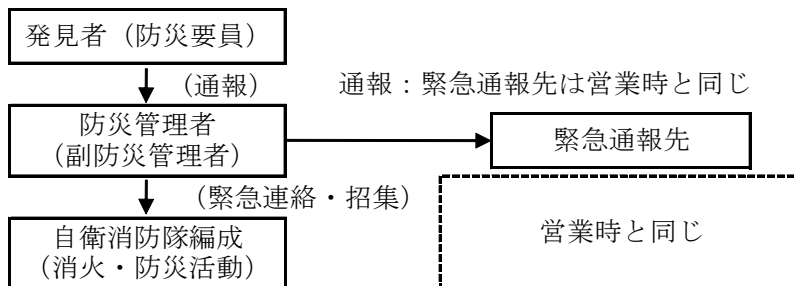 発見者（防災要員）
（通報）
通報：緊急通報先は営業時と同じ
防災管理者
（副防災管理者）
緊急通報先
（緊急連絡・招集）
自衛消防隊編成
（消火・防災活動）
営業時と同じ